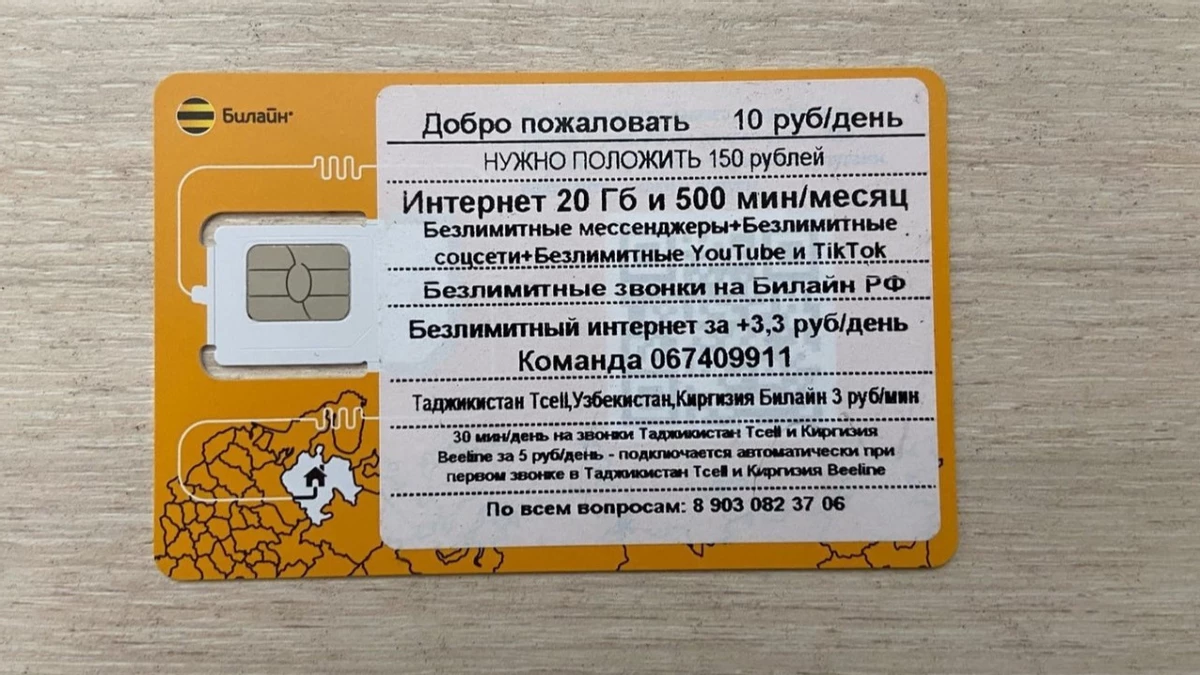 Билайн
Добро пожаловать 10 руб/день
НУЖНО ПОЛОЖИТЬ 150 рублей
Интернет 20 Гб и 500 мин/месяц
Безлимитные мессенджеры+Безлимитные
соцсети+Безлимитные YouTube и TikTok
Безлимитные звонки на Билайн РФ
Безлимитный интернет за +3,3 руб/день
Команда 067409911
Таджикистан Tcell,Узбекистан,Киргизия Билайн 3 руб/мин
30 мин/день на звонки Таджикистан Tcell и Киргизия
Beeline за 5 руб/день - подключается автоматически при
первом звонке в Таджикистан Tcell и Киргизия Beeline
По всем вопросам: 8 903 082 37 06